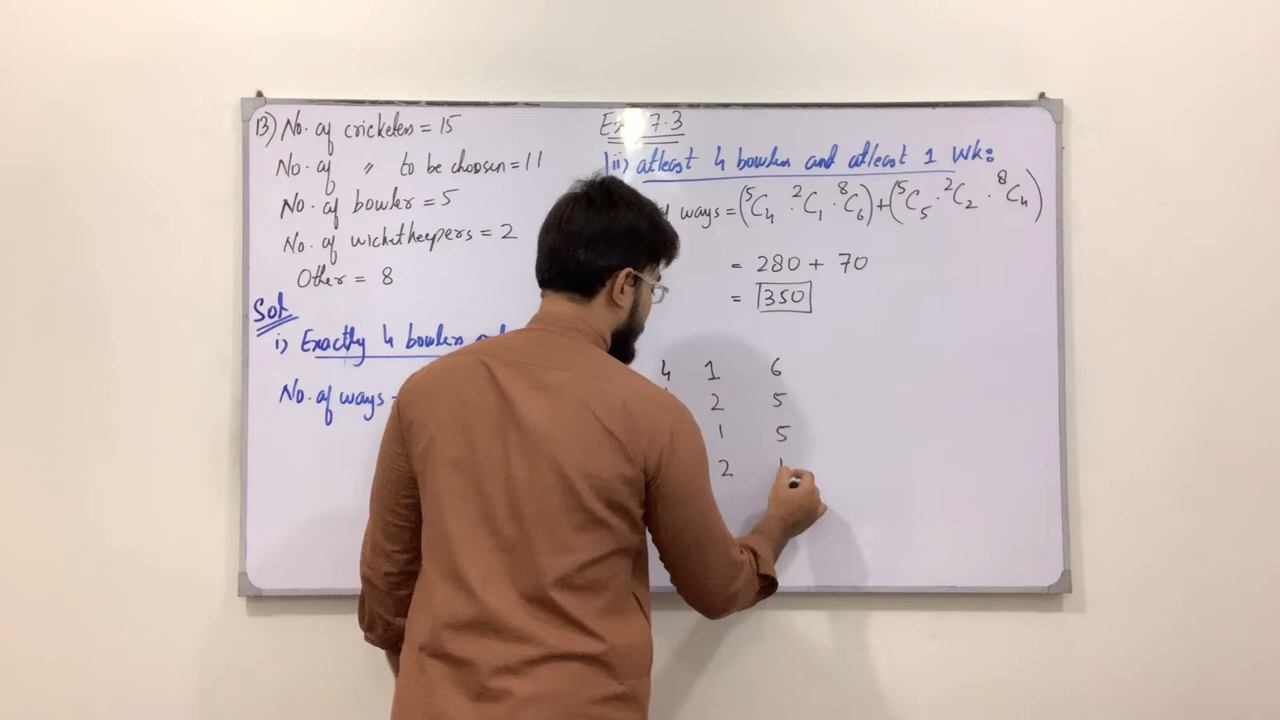 13) No. of cricketers = 15
No. of 〃 to be choosen = 11
No. of bowler = 5
No. of wicketkeepers = 2
Other = 8
Sol
i) Exactly 4 bowlers
No. of ways =
Ex 7.3
ii) atleast 4 bowlers and atleast 1 Wk:
ways = (⁵C₄ · ²C₁ · ⁸C₆) + (⁵C₅ · ²C₂ · ⁸C₄)
= 280 + 70
= 350
4 1 6
2 5
1 5
2